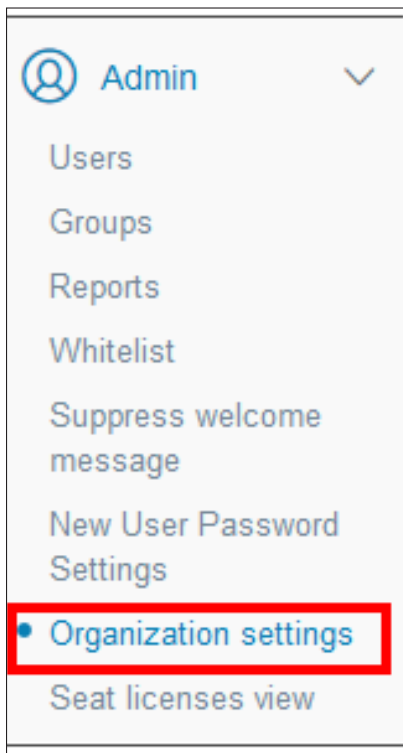 Admin
Users
Groups
Reports
Whitelist
Suppress welcome
message
New User Password
Settings
Organization settings
Seat licenses view